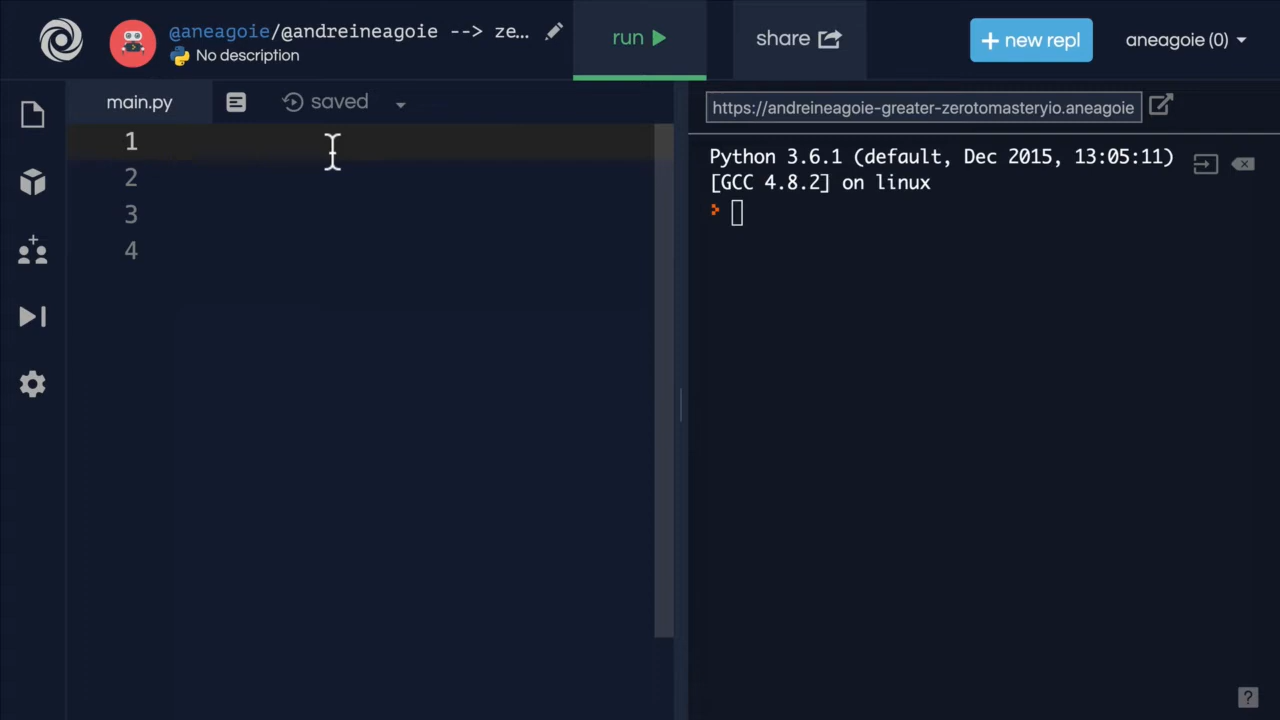 @aneagoie/@andreineagoie --> ze...
No description
run
share
+ new repl
aneagoie (0)
main.py
saved
https://andreineagoie-greater-zerotomasteryio.aneagoie
1
2
3
4
Python 3.6.1 (default, Dec 2015, 13:05:11)
[GCC 4.8.2] on linux
?